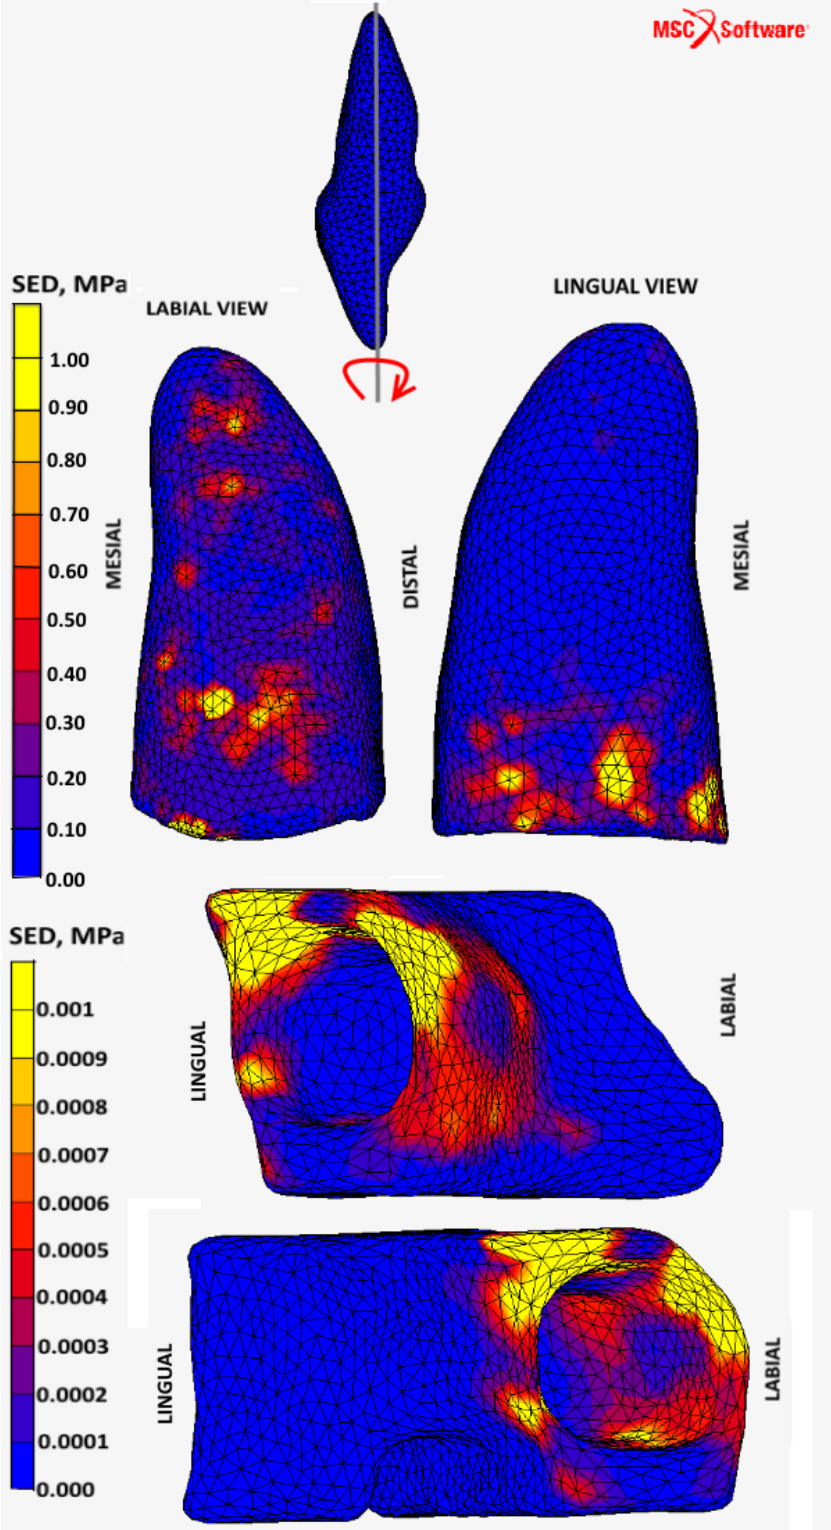 MSC Software
SED, MPa
LABIAL VIEW
LINGUAL VIEW
1.00
0.90
0.80
0.70
0.60
0.50
0.40
0.30
0.20
0.10
0.00
MESIAL
DISTAL
MESIAL
SED, MPa
0.001
0.0009
0.0008
0.0007
0.0006
0.0005
0.0004
0.0003
0.0002
0.0001
0.000
LINGUAL
LABIAL
LINGUAL
LABIAL